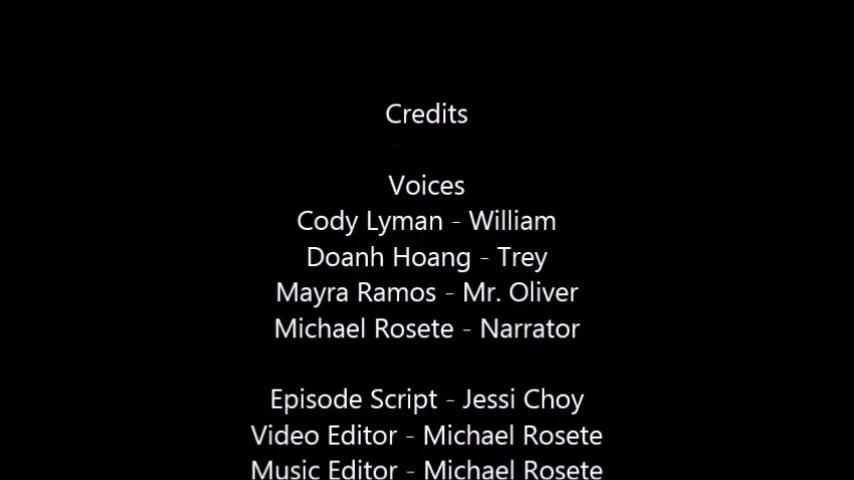 Credits
Voices
Cody Lyman - William
Doanh Hoang - Trey
Mayra Ramos - Mr. Oliver
Michael Rosete - Narrator
Episode Script - Jessi Choy
Video Editor - Michael Rosete
Music Editor - Michael Rosete